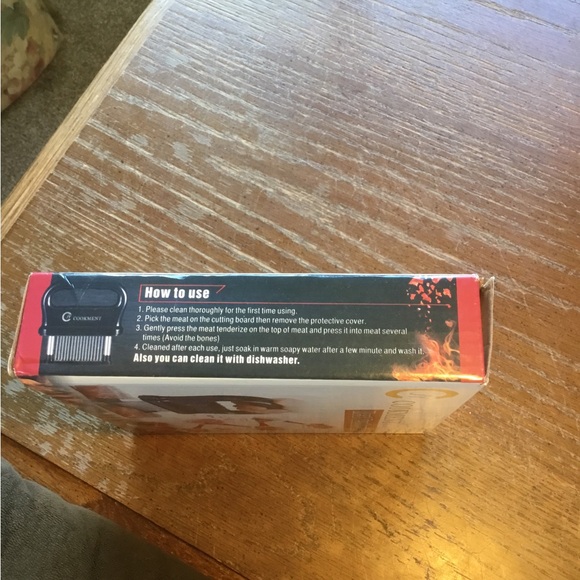 How to use
1. Please clean thoroughly for the first time using.
2. Pick the meat on the cutting board then remove the protective cover.
3. Gently press the meat tenderize on the top of meat and press it into meat several
times (Avoid the bones)
4. Cleaned after each use, just soak in warm soapy water after a few minute and wash it.
Also you can clean it with dishwasher.
COOKMENT